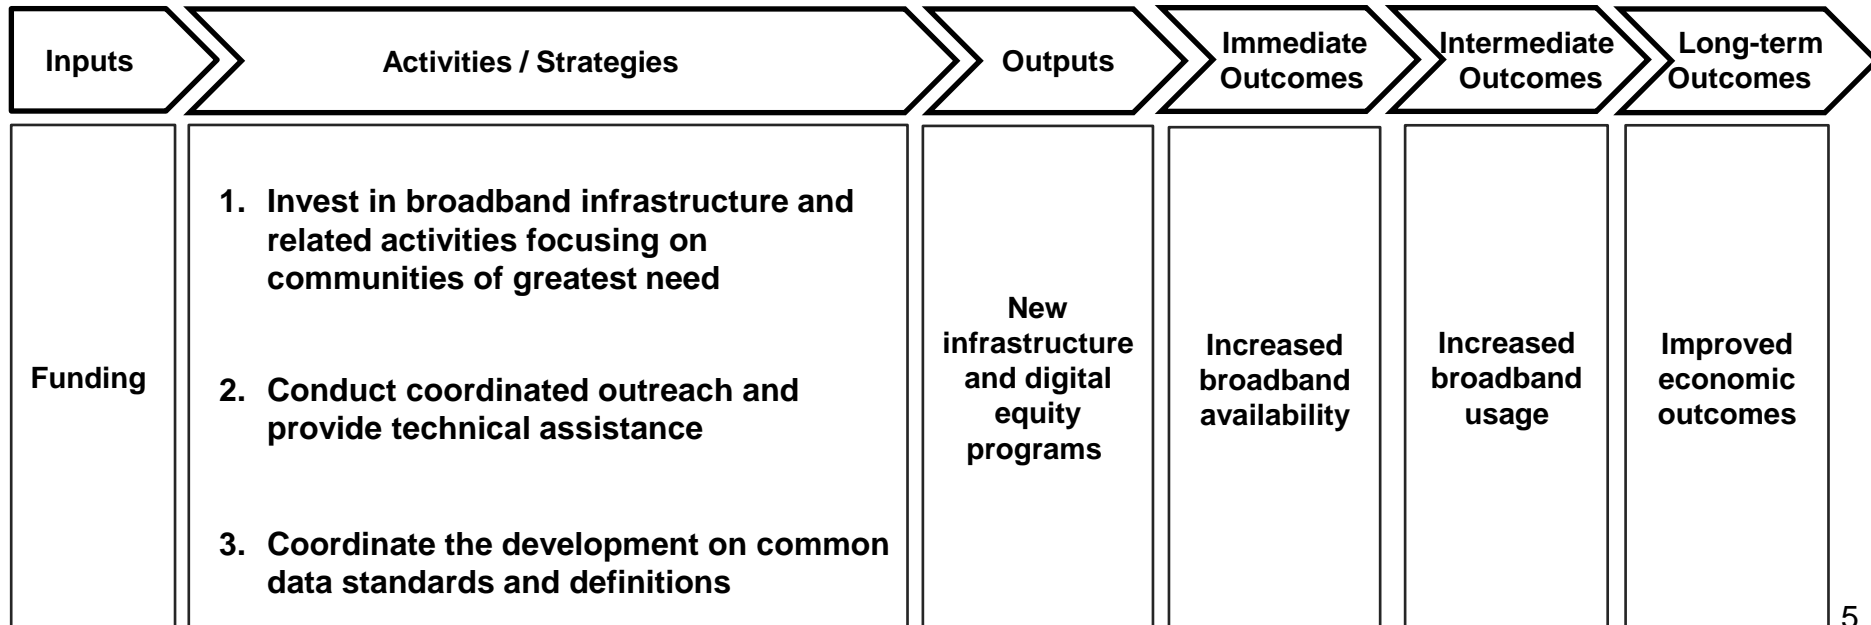 Inputs
Activities / Strategies
Outputs
Immediate
Outcomes
Intermediate
Outcomes
Long-term
Outcomes
Funding
1. Invest in broadband infrastructure and
related activities focusing on
communities of greatest need
2. Conduct coordinated outreach and
provide technical assistance
3. Coordinate the development on common
data standards and definitions
New
infrastructure
and digital
equity
programs
Increased
broadband
availability
Increased
broadband
usage
Improved
economic
outcomes
5